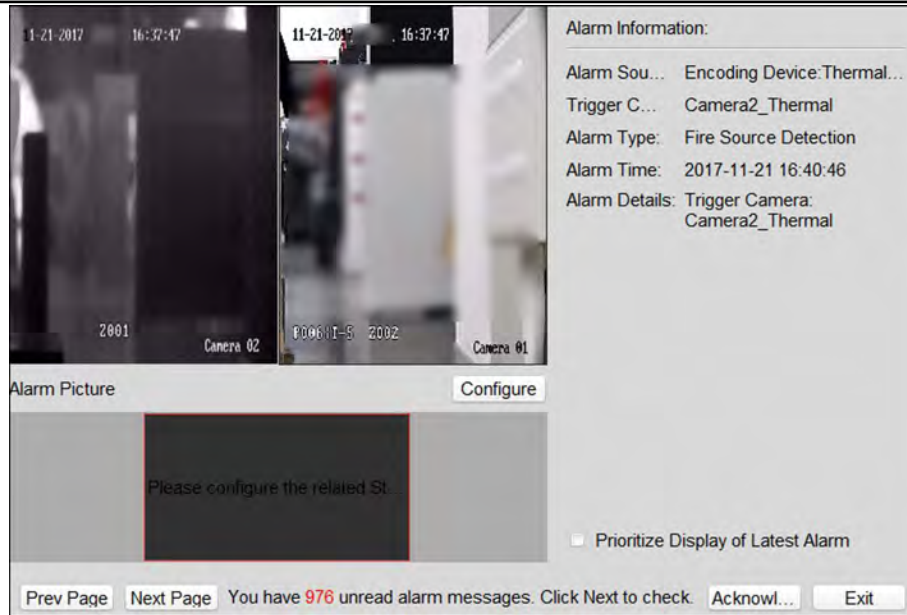 11-21-2017 16:37:47
11-21-2017 16:37:47
2001
Camera 02
2002
Camera 01
Alarm Information:
Alarm Sou... Encoding Device:Thermal...
Trigger C... Camera2_Thermal
Alarm Type: Fire Source Detection
Alarm Time: 2017-11-21 16:40:46
Alarm Details: Trigger Camera:
Camera2_Thermal
Alarm Picture
Configure
Please configure the related St...
Prioritize Display of Latest Alarm
Prev Page Next Page You have 976 unread alarm messages. Click Next to check. Acknowl... Exit